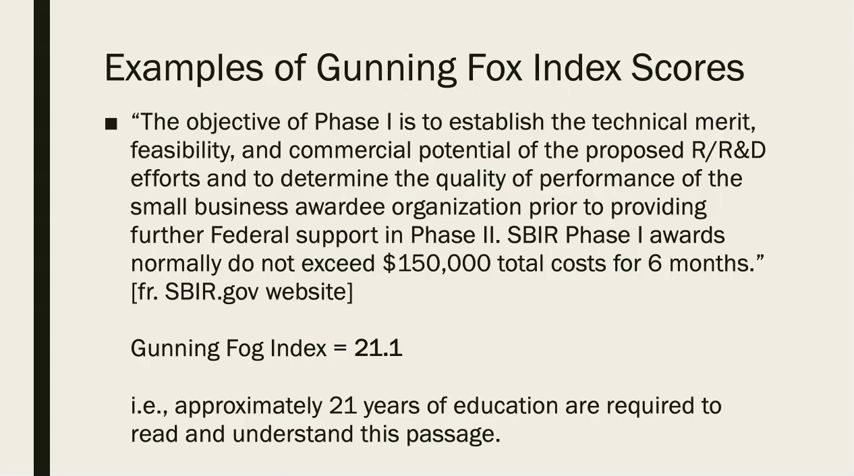 Examples of Gunning Fox Index Scores
■ “The objective of Phase I is to establish the technical merit,
feasibility, and commercial potential of the proposed R/R&D
efforts and to determine the quality of performance of the
small business awardee organization prior to providing
further Federal support in Phase II. SBIR Phase I awards
normally do not exceed $150,000 total costs for 6 months.”
[fr. SBIR.gov website]
Gunning Fog Index = 21.1
i.e., approximately 21 years of education are required to
read and understand this passage.